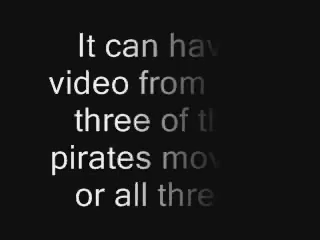 It can hav
video from
three of th
pirates mov
or all thre